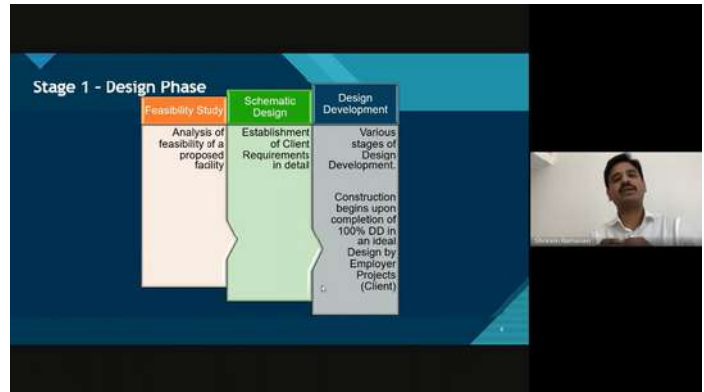 Stage 1 - Design Phase
Feasibility Study
Analysis of
feasibility of a
proposed
facility
Schematic
Design
Establishment
of Client
Requirements
in detail
Design
Development
Various
stages of
Design
Development.
Construction
begins upon
completion of
100% DD in
an ideal
Design by
Employer
Projects
(Client)